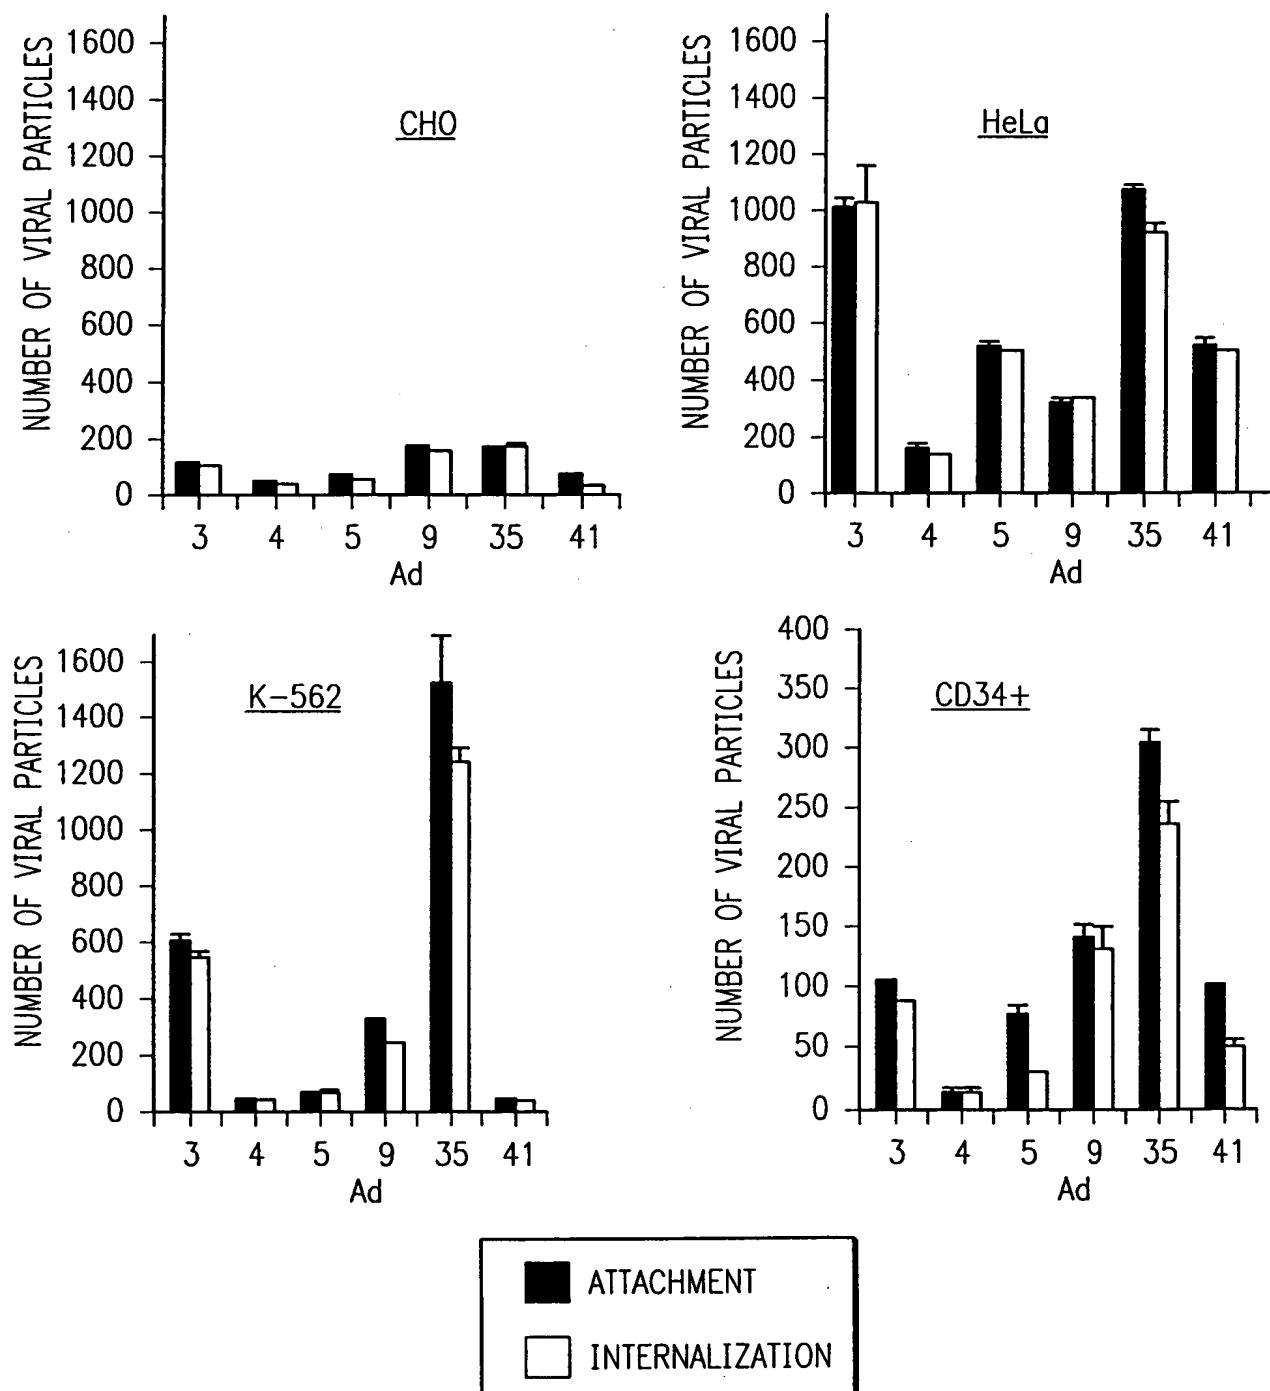 NUMBER OF VIRAL PARTICLES
1600
1400
1200
1000
800
600
400
200
0
CHO
3 4 5 9 35 41
Ad
NUMBER OF VIRAL PARTICLES
1600
1400
1200
1000
800
600
400
200
0
HeLa
3 4 5 9 35 41
Ad
NUMBER OF VIRAL PARTICLES
1600
1400
1200
1000
800
600
400
200
0
K-562
3 4 5 9 35 41
Ad
NUMBER OF VIRAL PARTICLES
400
350
300
250
200
150
100
50
0
CD34+
3 4 5 9 35 41
Ad
ATTACHMENT
INTERNALIZATION